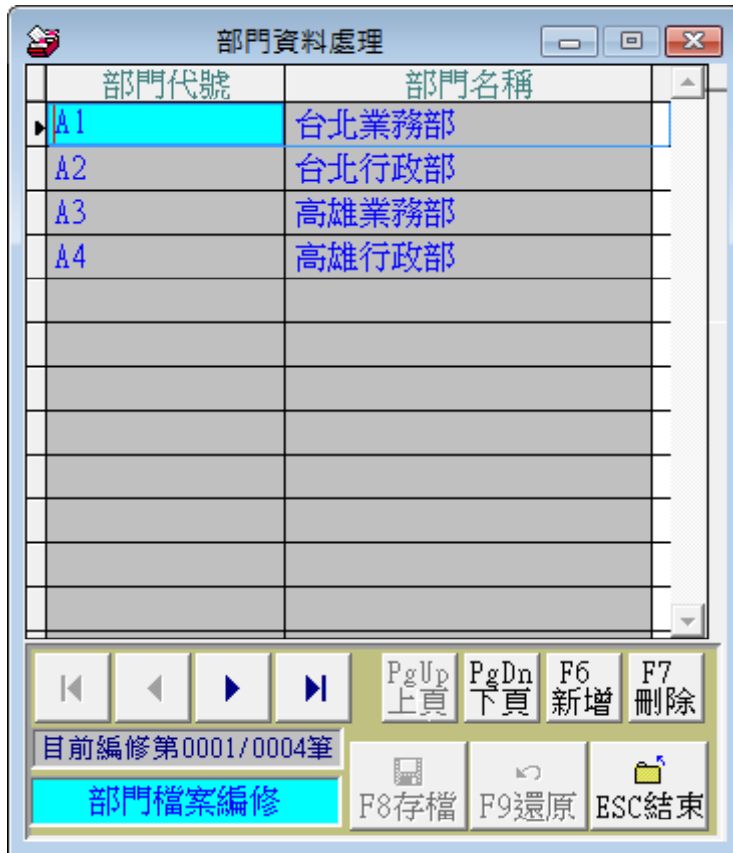 部門資料處理
部門代號 部門名稱
A1 台北業務部
A2 台北行政部
A3 高雄業務部
A4 高雄行政部
PgUp PgDn F6 F7
上頁 下頁 新增 刪除
目前編修第0001/0004筆
部門檔案編修
F8存檔 F9還原 ESC結束